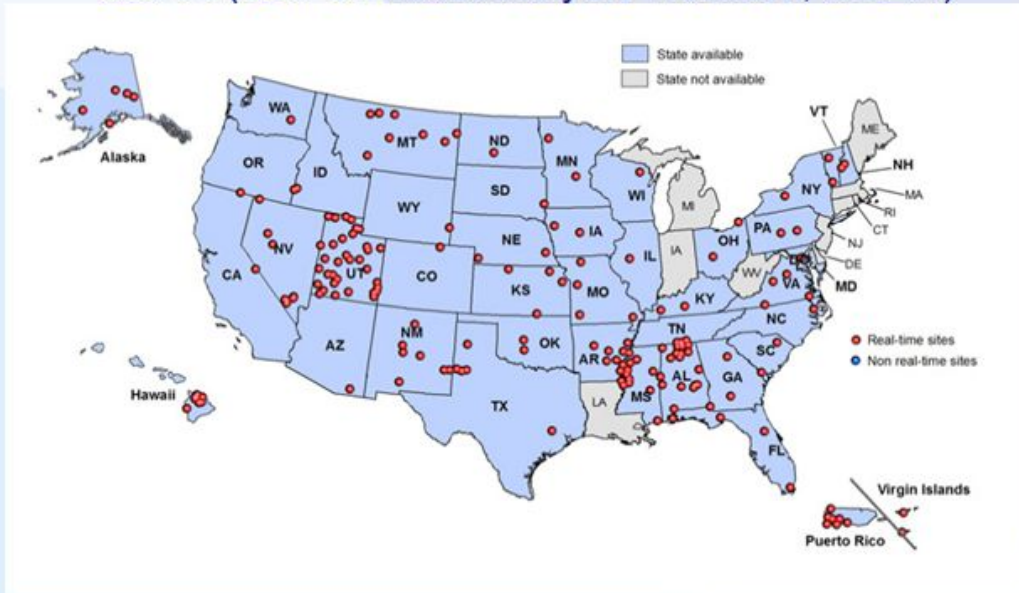 State available
State not available
Alaska
WA
MT
ND
MN
VT
ME
OR
ID
SD
WI
NH
MI
NY
MA
RI
CT
WY
NE
IA
PA
NJ
NV
UT
CO
IL
IA
OH
DE
MD
CA
KS
MO
WV
VA
KY
NC
AZ
NM
OK
AR
TN
SC
Real-time sites
Non real-time sites
Hawaii
TX
LA
MS
AL
GA
FL
Virgin Islands
Puerto Rico